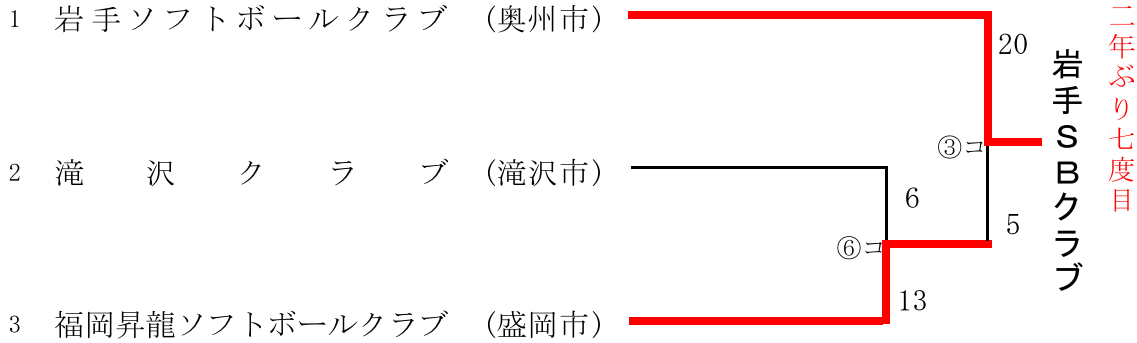 1 岩手ソフトボールクラブ (奥州市)
20
③コ
2 滝沢クラブ (滝沢市)
6
5
⑥コ
13
3 福岡昇龍ソフトボールクラブ (盛岡市)
岩手SBクラブ
二年ぶり七度目